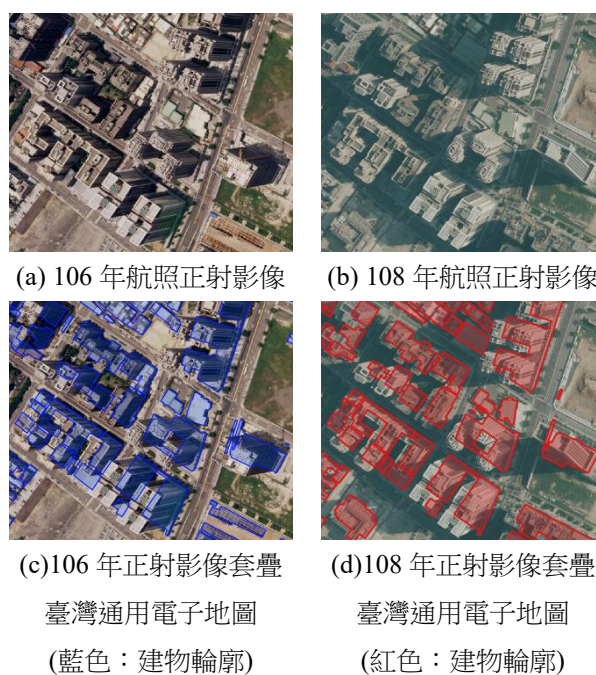 (a) 106 年航照正射影像
(b) 108 年航照正射影像
(c)106 年正射影像套疊
臺灣通用電子地圖
(藍色：建物輪廓)
(d)108 年正射影像套疊
臺灣通用電子地圖
(紅色：建物輪廓)